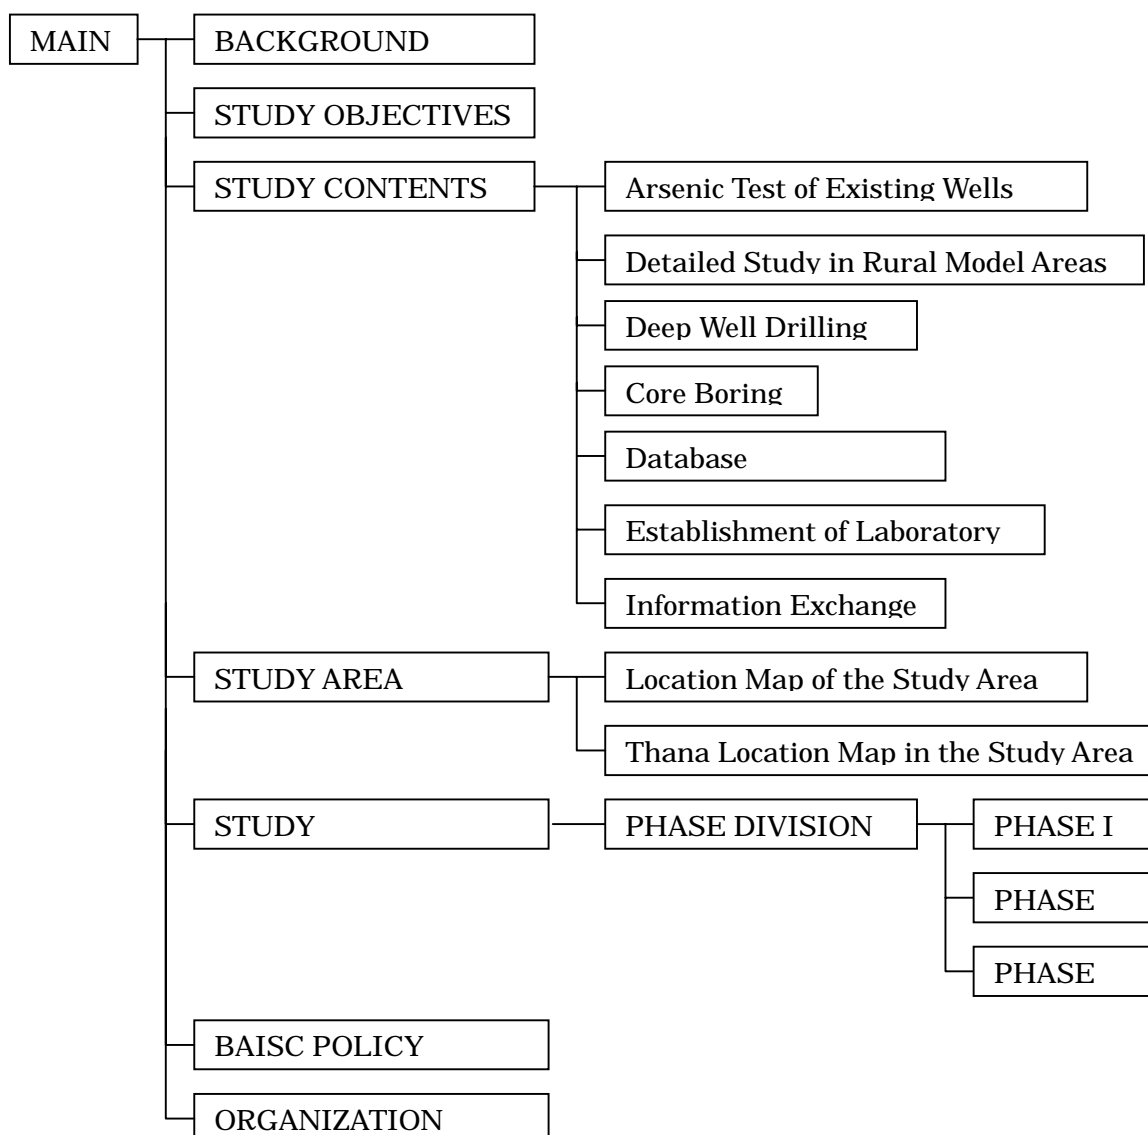 MAIN
BACKGROUND
STUDY OBJECTIVES
STUDY CONTENTS
Arsenic Test of Existing Wells
Detailed Study in Rural Model Areas
Deep Well Drilling
Core Boring
Database
Establishment of Laboratory
Information Exchange
STUDY AREA
Location Map of the Study Area
Thana Location Map in the Study Area
STUDY
PHASE DIVISION
PHASE I
PHASE
PHASE
BAISC POLICY
ORGANIZATION